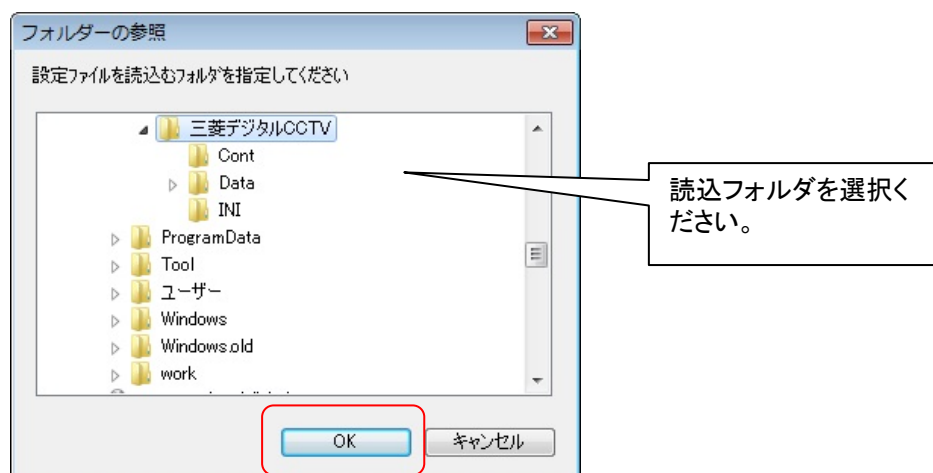 フォルダーの参照
設定ファイルを読込むフォルダを指定してください
三菱デジタルCCTV
Cont
Data
INI
ProgramData
Tool
ユーザー
Windows
Windows.old
work
OK
キャンセル
読込フォルダを選択く
ださい。